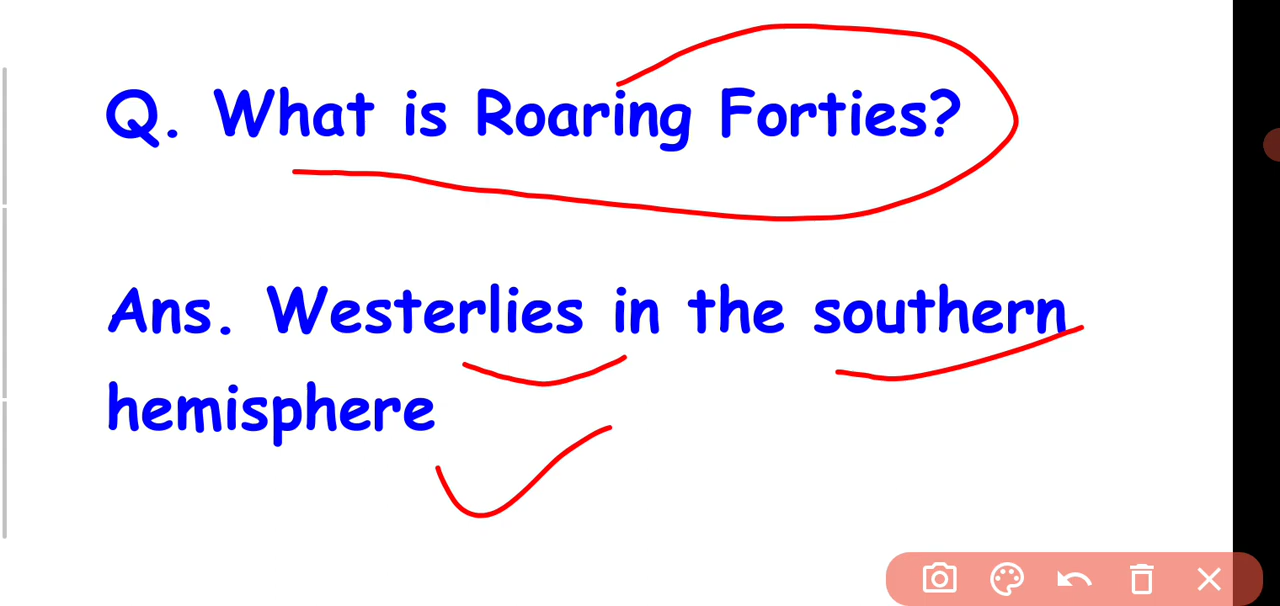 Q. What is Roaring Forties?
Ans. Westerlies in the southern
hemisphere